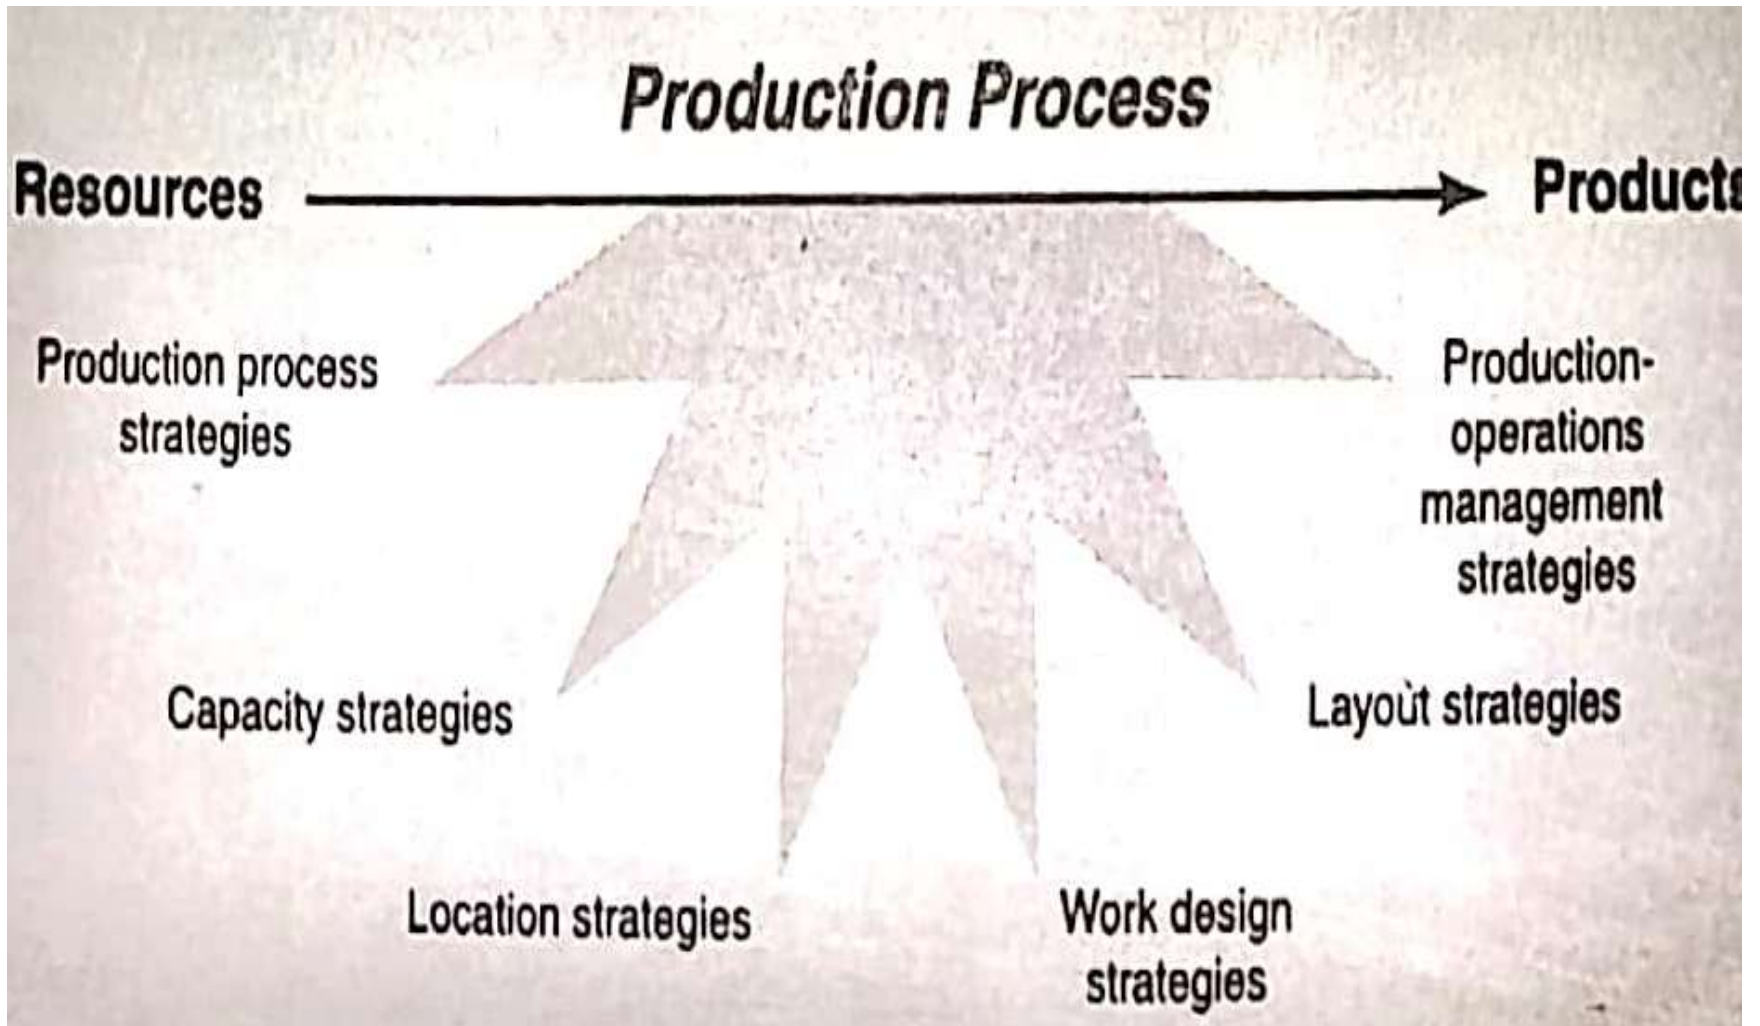 Production Process
Resources
Products
Production process
strategies
Production-
operations
management
strategies
Capacity strategies
Layout strategies
Location strategies
Work design
strategies